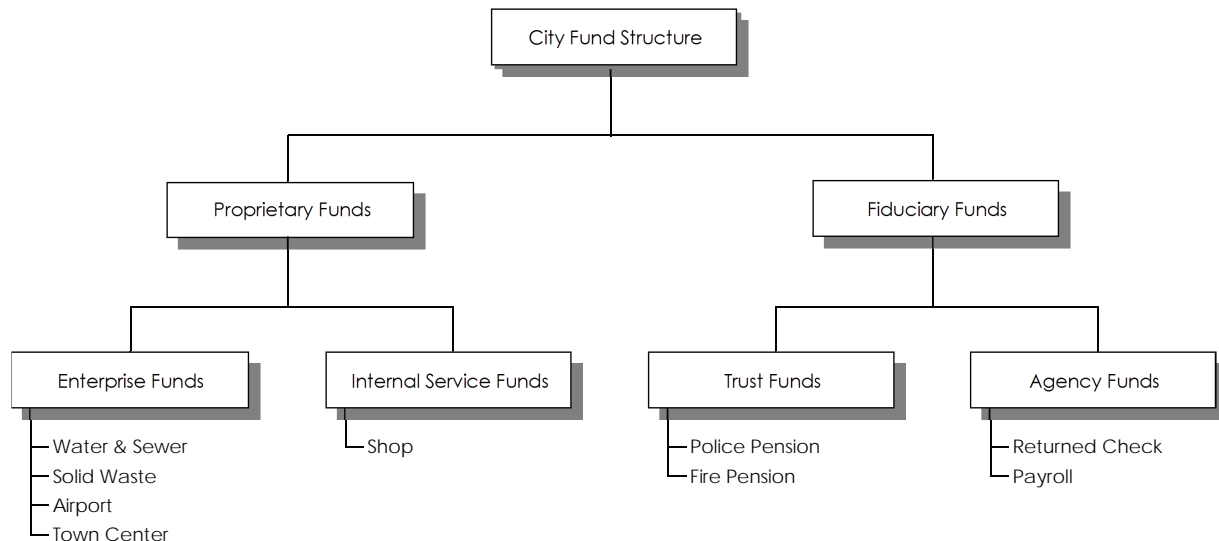 City Fund Structure
Proprietary Funds
Fiduciary Funds
Enterprise Funds
Internal Service Funds
Trust Funds
Agency Funds
Water & Sewer
Solid Waste
Airport
Town Center
Shop
Police Pension
Fire Pension
Returned Check
Payroll